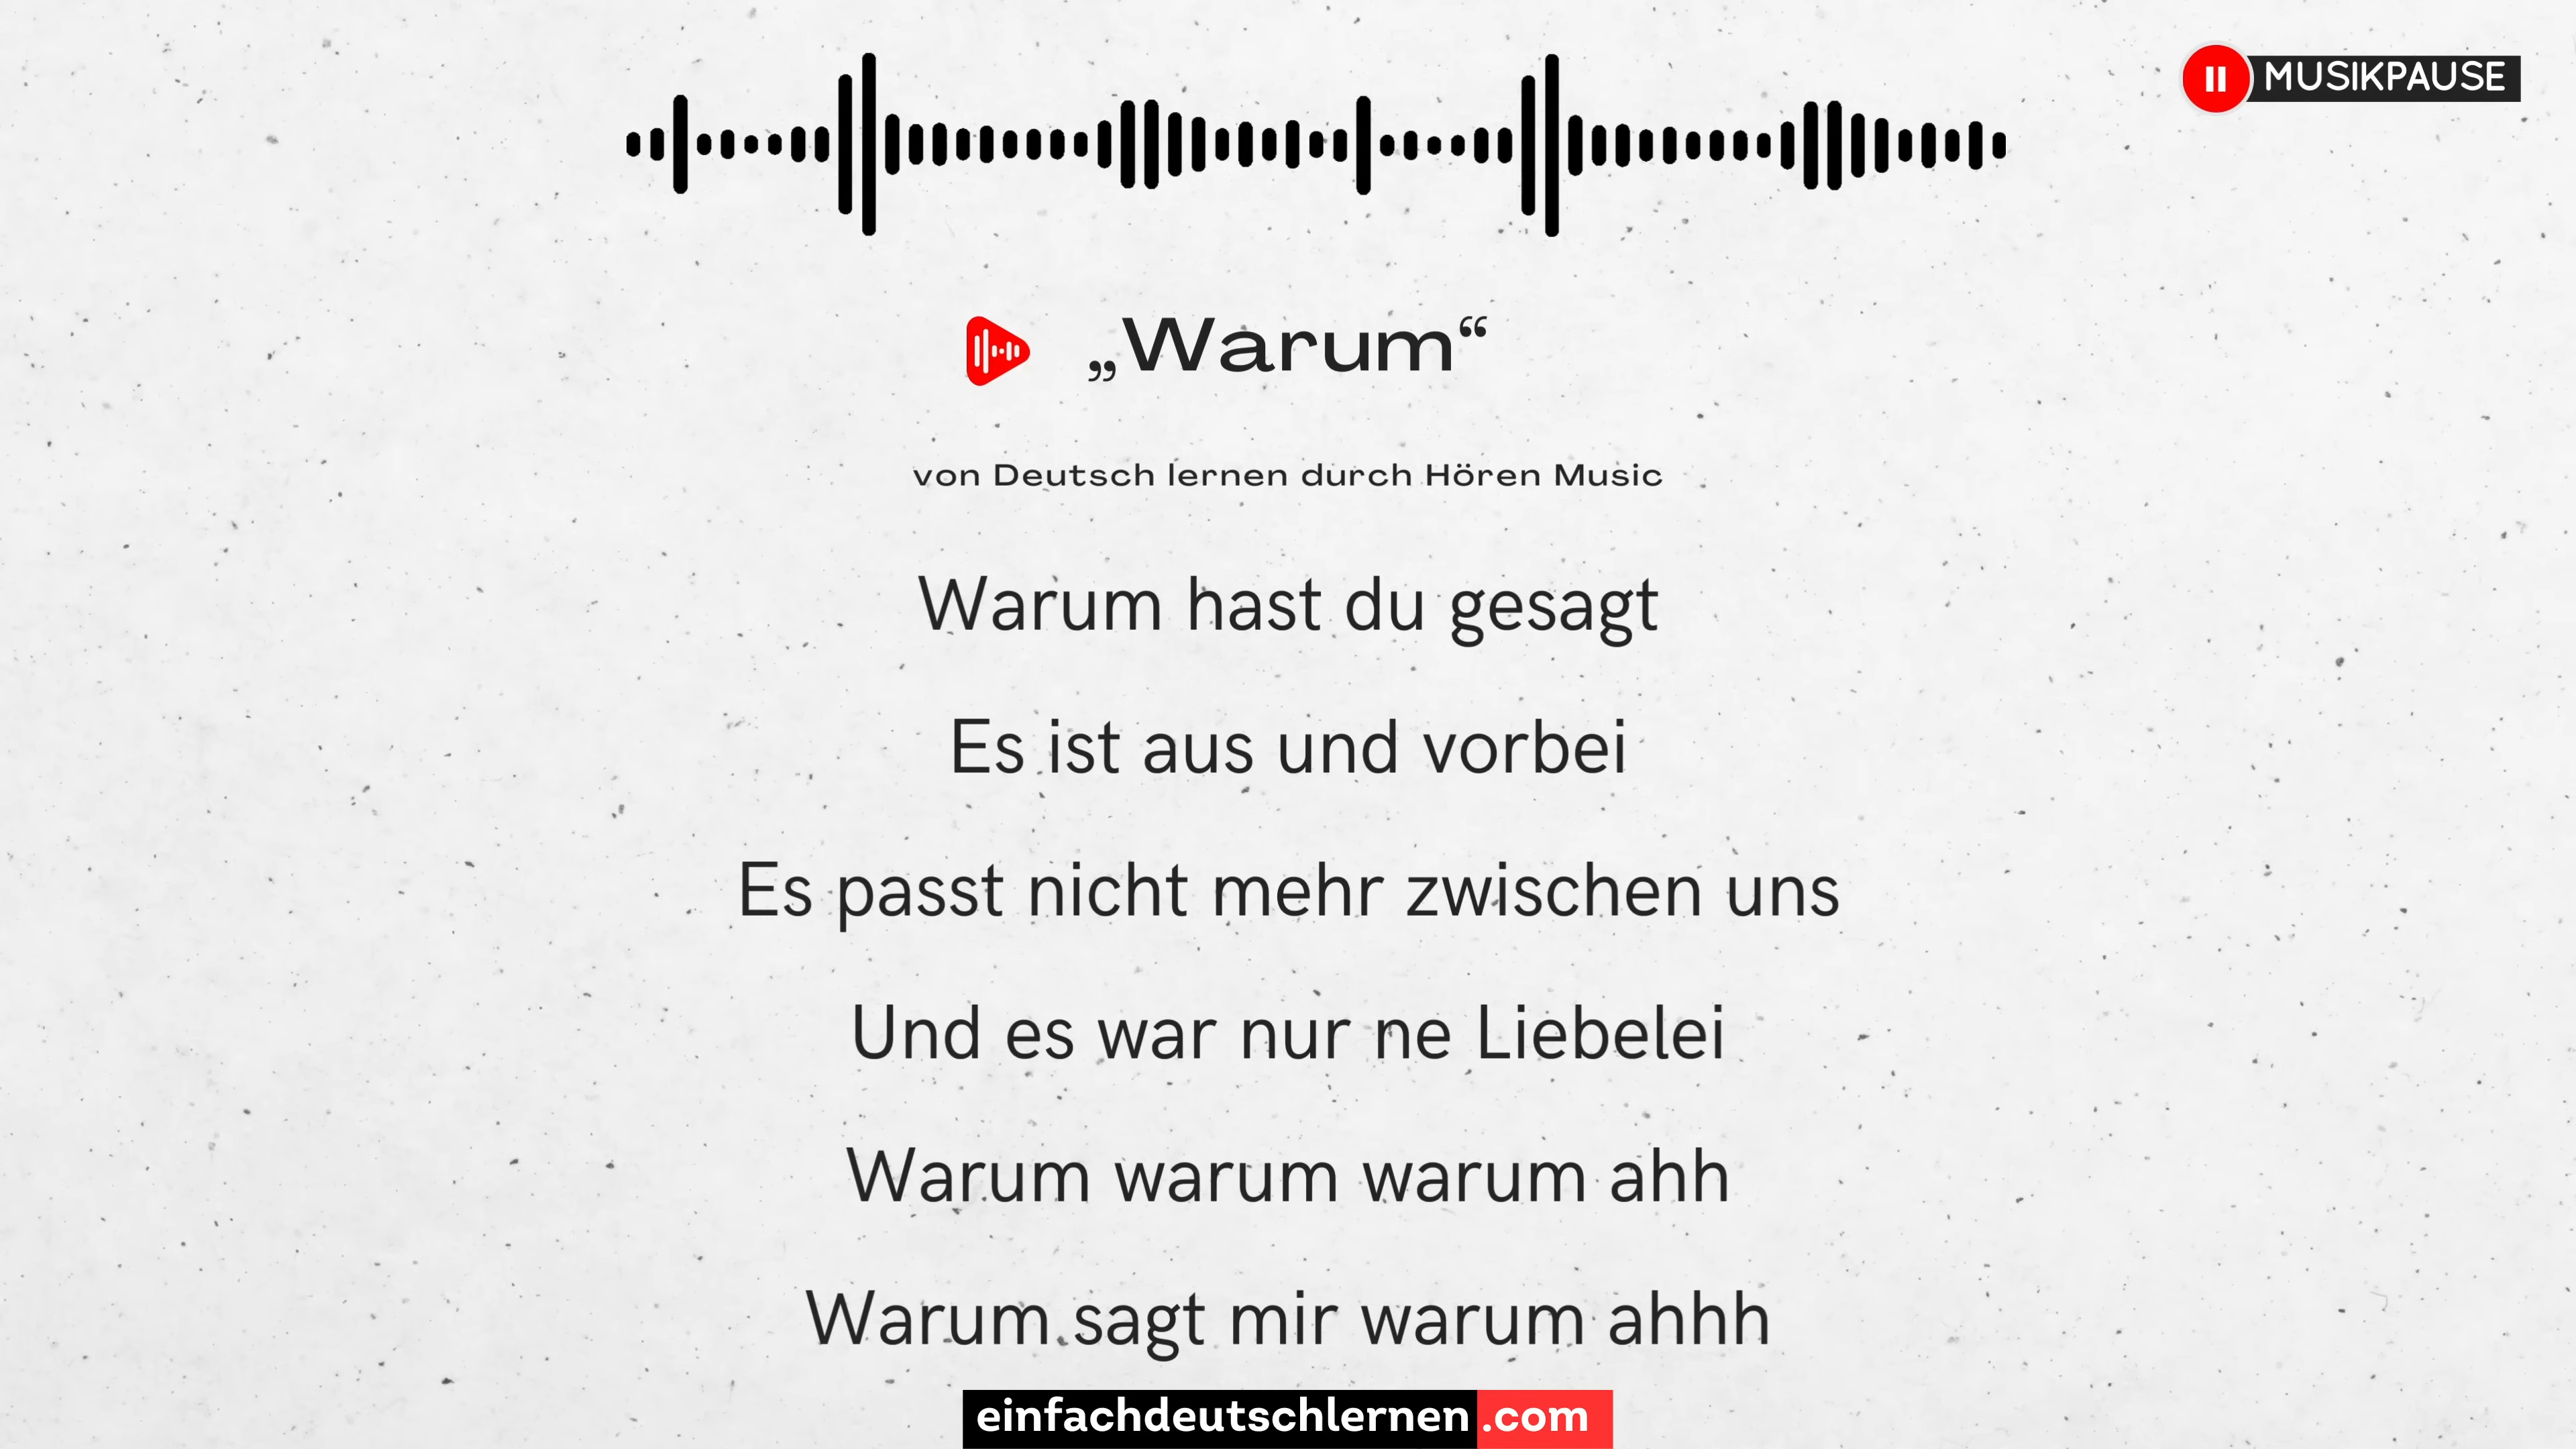 MUSIKPAUSE
„Warum“
von Deutsch lernen durch Hören Music
Warum hast du gesagt
Es ist aus und vorbei
Es passt nicht mehr zwischen uns
Und es war nur ne Liebelei
Warum warum warum ahh
Warum sagt mir warum ahhh
einfachdeutschlernen.com